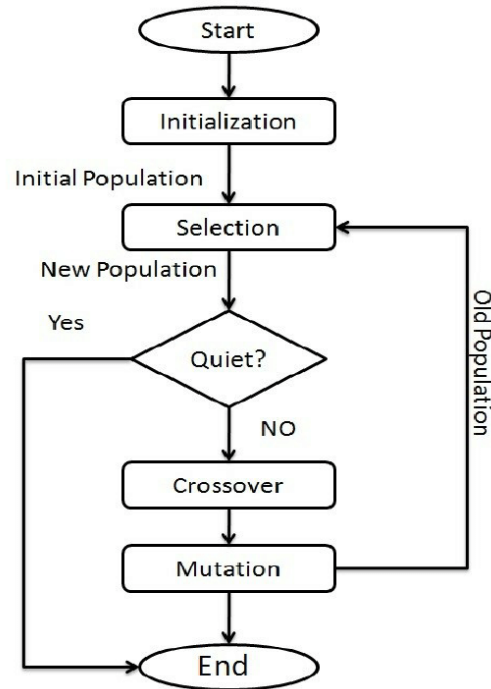 Start
Initialization
Initial Population
Selection
New Population
Yes
Quiet?
Old Population
NO
Crossover
Mutation
End